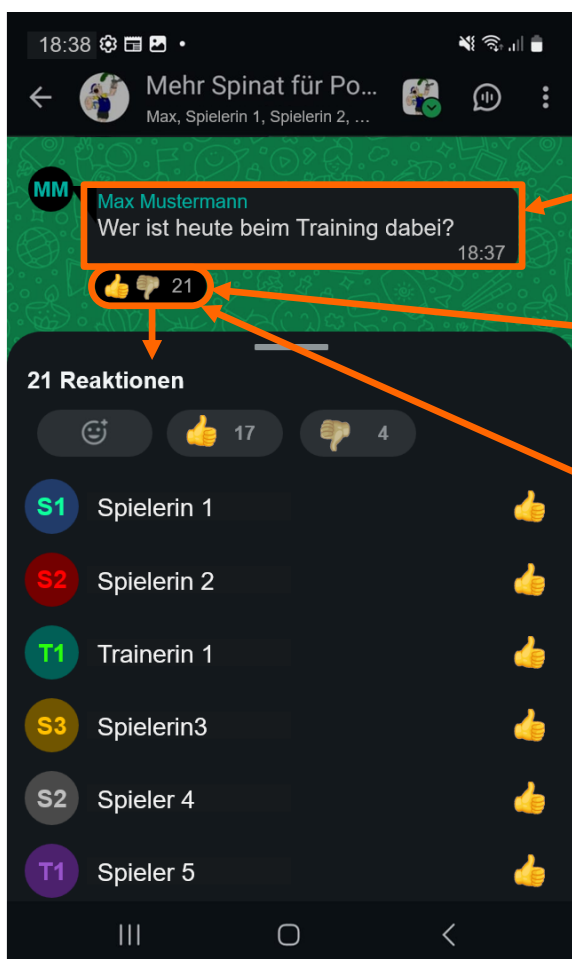 18:38
Mehr Spinat für Po...
Max, Spielerin 1, Spielerin 2, ...
MM
Max Mustermann
Wer ist heute beim Training dabei?
18:37
21
21 Reaktionen
17
4
S1 Spielerin 1
S2 Spielerin 2
T1 Trainerin 1
S3 Spielerin3
S2 Spieler 4
T1 Spieler 5